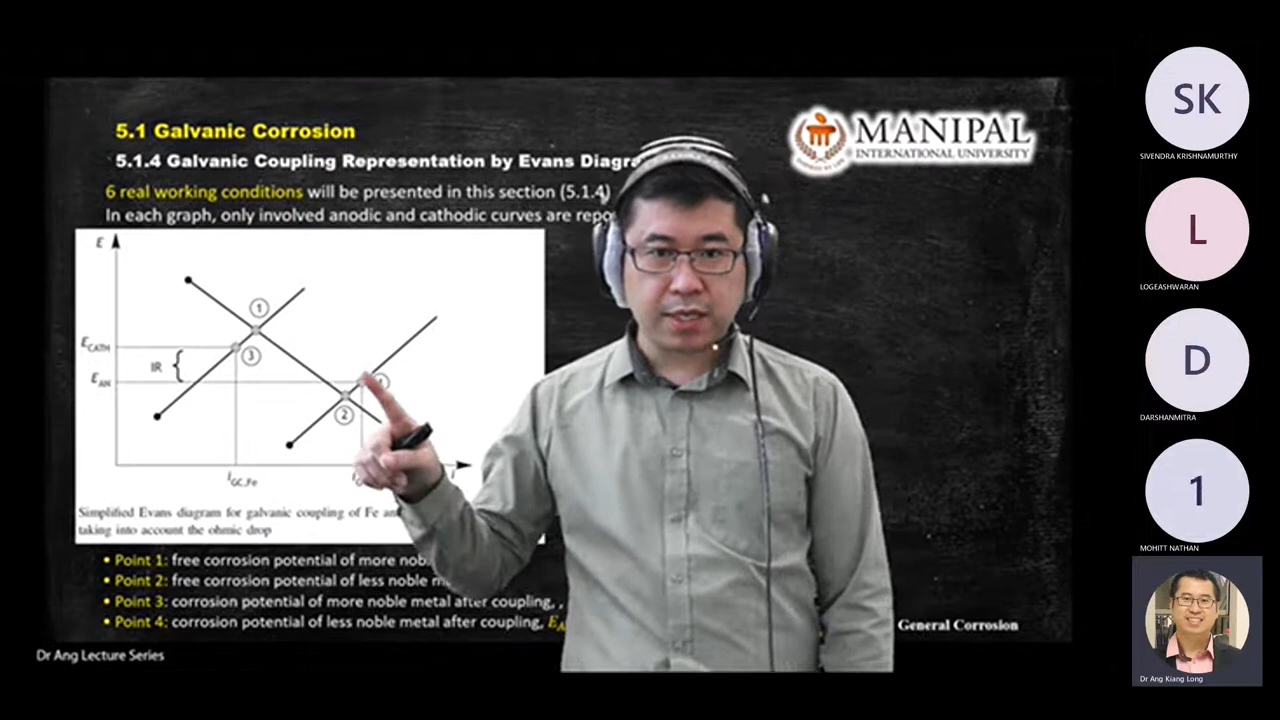 5.1 Galvanic Corrosion
MANIPAL
INTERNATIONAL UNIVERSITY
5.1.4 Galvanic Coupling Representation by Evans Diagra
6 real working conditions will be presented in this section (5.1.4)
In each graph, only involved anodic and cathodic curves are repo
E
1
E_CATH
3
IR
E_AN
2
i_GC,Fe
Simplified Evans diagram for galvanic coupling of Fe an
taking into account the ohmic drop
• Point 1: free corrosion potential of more nob
• Point 2: free corrosion potential of less noble m
• Point 3: corrosion potential of more noble metal after coupling, ,
• Point 4: corrosion potential of less noble metal after coupling, E_A
General Corrosion
Dr Ang Lecture Series
SK
SIVENDRA KRISHNAMURTHY
L
LOGEASHWARAN
D
DARSHANMITRA
1
MOHITT NATHAN
Dr Ang Kiang Long